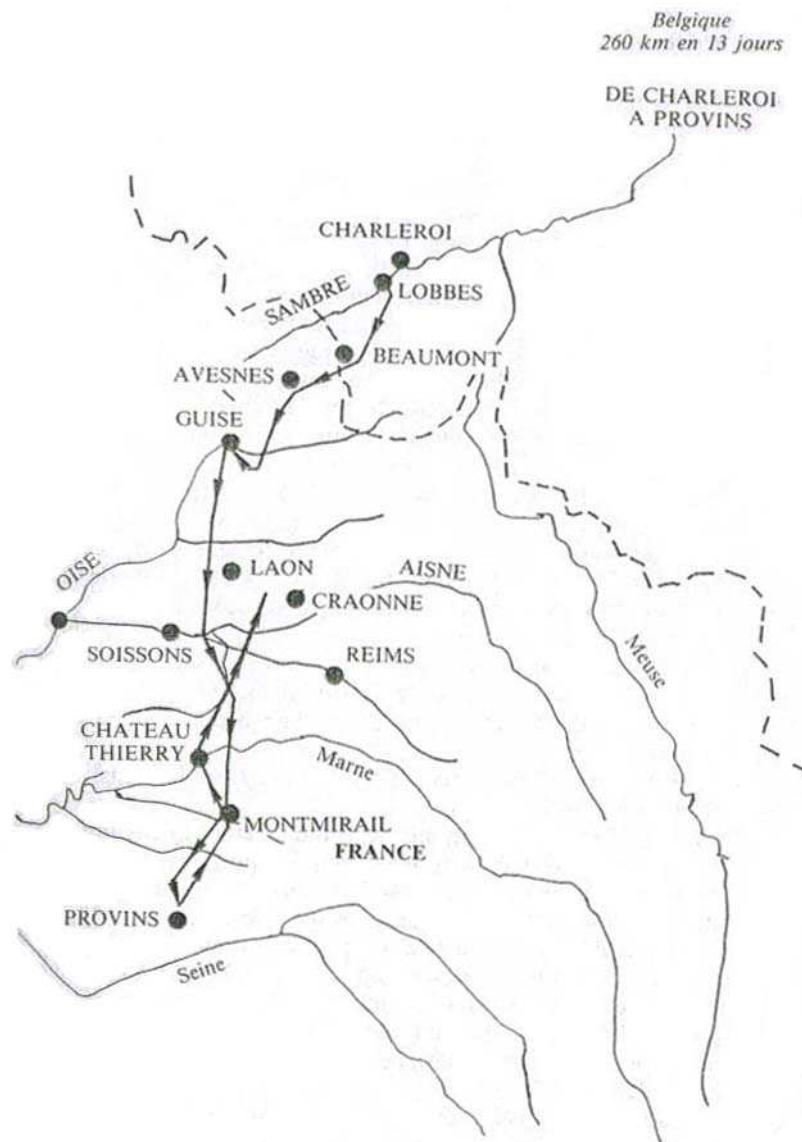 Belgique
260 km en 13 jours
DE CHARLEROI
A PROVINS
CHARLEROI
LOBBES
SAMBRE
BEAUMONT
AVESNES
GUISE
OISE
LAON
AISNE
CRAONNE
SOISSONS
REIMS
Meuse
CHATEAU
THIERRY
Marne
MONTMIRAIL
FRANCE
PROVINS
Seine